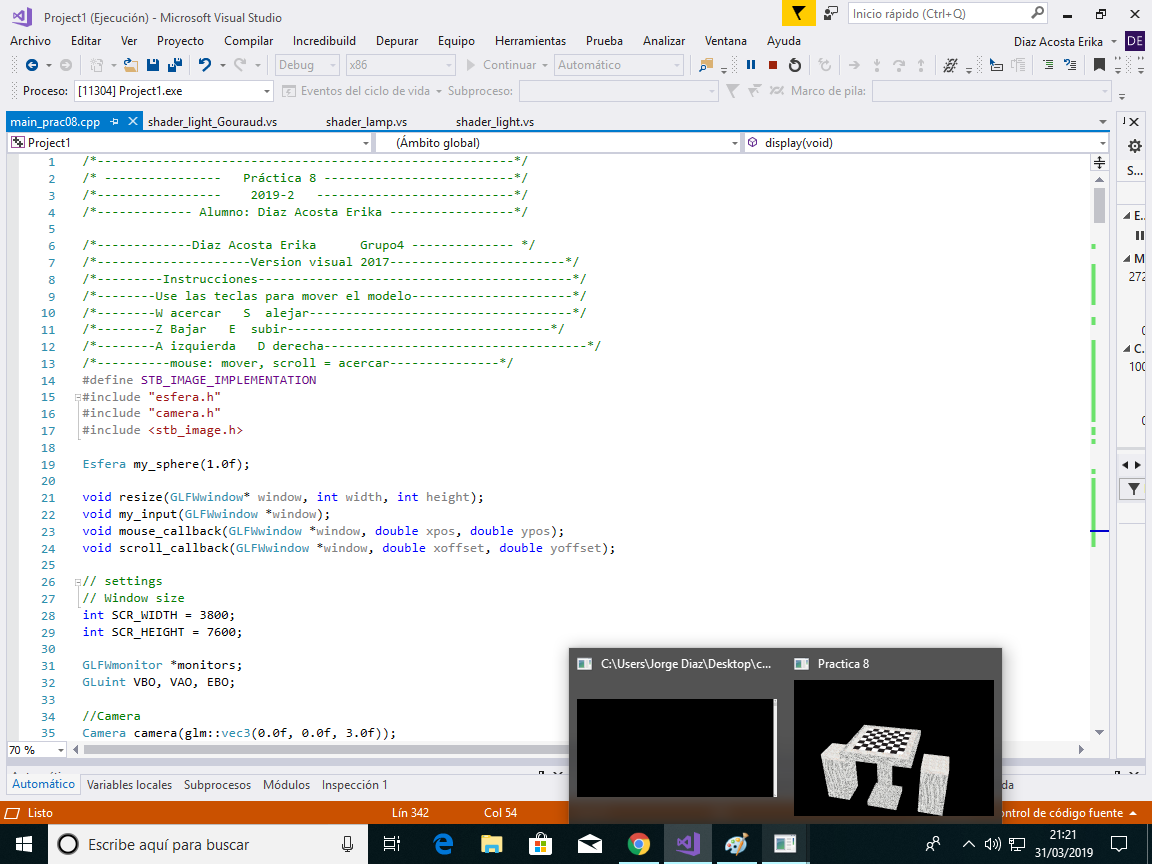 Project1 (Ejecución) - Microsoft Visual Studio
Inicio rápido (Ctrl+Q)
Archivo Editar Ver Proyecto Compilar Incredibuild Depurar Equipo Herramientas Prueba Analizar Ventana Ayuda Diaz Acosta Erika DE
Debug x86 Continuar Automático
Proceso: [11304] Project1.exe Eventos del ciclo de vida Subproceso: Marco de pila:
main_prac08.cpp shader_light_Gouraud.vs shader_lamp.vs shader_light.vs
Project1 (Ámbito global) display(void)
S...
1 /*---------------------------------------------------------*/
2 /* ---------------- Práctica 8 --------------------------*/
3 /*----------------- 2019-2 ---------------------------*/
4 /*------------- Alumno: Diaz Acosta Erika -----------------*/
5
6 /*-------------Diaz Acosta Erika Grupo4 -------------- */
7 /*---------------------Version visual 2017------------------------*/
8 /*---------Instrucciones-------------------------------------------*/
9 /*--------Use las teclas para mover el modelo----------------------*/
10 /*--------W acercar S alejar------------------------------------*/
11 /*--------Z Bajar E subir------------------------------------*/
12 /*--------A izquierda D derecha------------------------------------*/
13 /*----------mouse: mover, scroll = acercar---------------*/
14 #define STB_IMAGE_IMPLEMENTATION
15 #include "esfera.h"
16 #include "camera.h"
17 #include <stb_image.h>
18
19 Esfera my_sphere(1.0f);
20
21 void resize(GLFWwindow* window, int width, int height);
22 void my_input(GLFWwindow *window);
23 void mouse_callback(GLFWwindow *window, double xpos, double ypos);
24 void scroll_callback(GLFWwindow *window, double xoffset, double yoffset);
25
26 // settings
27 // Window size
28 int SCR_WIDTH = 3800;
29 int SCR_HEIGHT = 7600;
30
31 GLFWmonitor *monitors;
32 GLuint VBO, VAO, EBO;
33
34 //Camera
35 Camera camera(glm::vec3(0.0f, 0.0f, 3.0f));
E...
M
272
C.
100
C:\Users\Jorge Diaz\Desktop\c... Practica 8
70 %
Automático Variables locales Subprocesos Módulos Inspección 1
Listo Lín 342 Col 54 ontrol de código fuente
Escribe aquí para buscar
21:21
31/03/2019